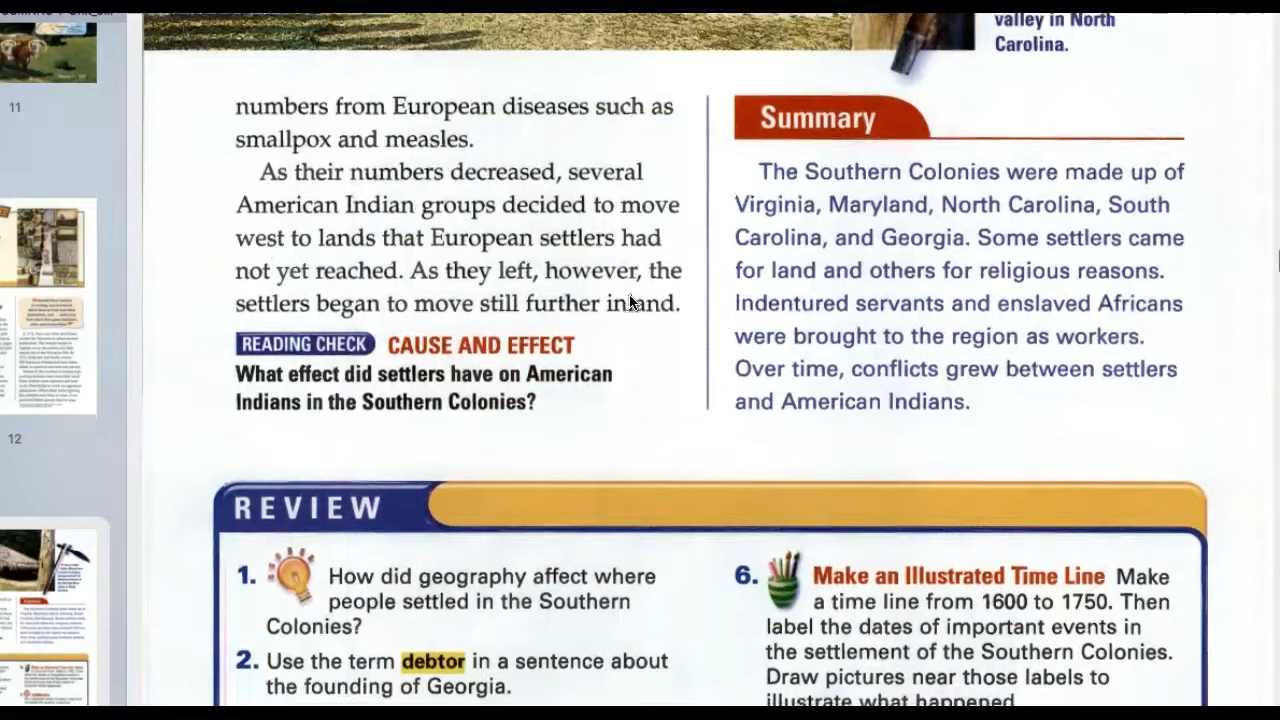 valley in North
Carolina.
numbers from European diseases such as
smallpox and measles.
As their numbers decreased, several
American Indian groups decided to move
west to lands that European settlers had
not yet reached. As they left, however, the
settlers began to move still further inland.
READING CHECK CAUSE AND EFFECT
What effect did settlers have on American
Indians in the Southern Colonies?
Summary
The Southern Colonies were made up of
Virginia, Maryland, North Carolina, South
Carolina, and Georgia. Some settlers came
for land and others for religious reasons.
Indentured servants and enslaved Africans
were brought to the region as workers.
Over time, conflicts grew between settlers
and American Indians.
REVIEW
1. How did geography affect where
people settled in the Southern
Colonies?
2. Use the term debtor in a sentence about
the founding of Georgia.
6. Make an Illustrated Time Line Make
a time line from 1600 to 1750. Then
label the dates of important events in
the settlement of the Southern Colonies.
Draw pictures near those labels to
illustrate what happened
11
12